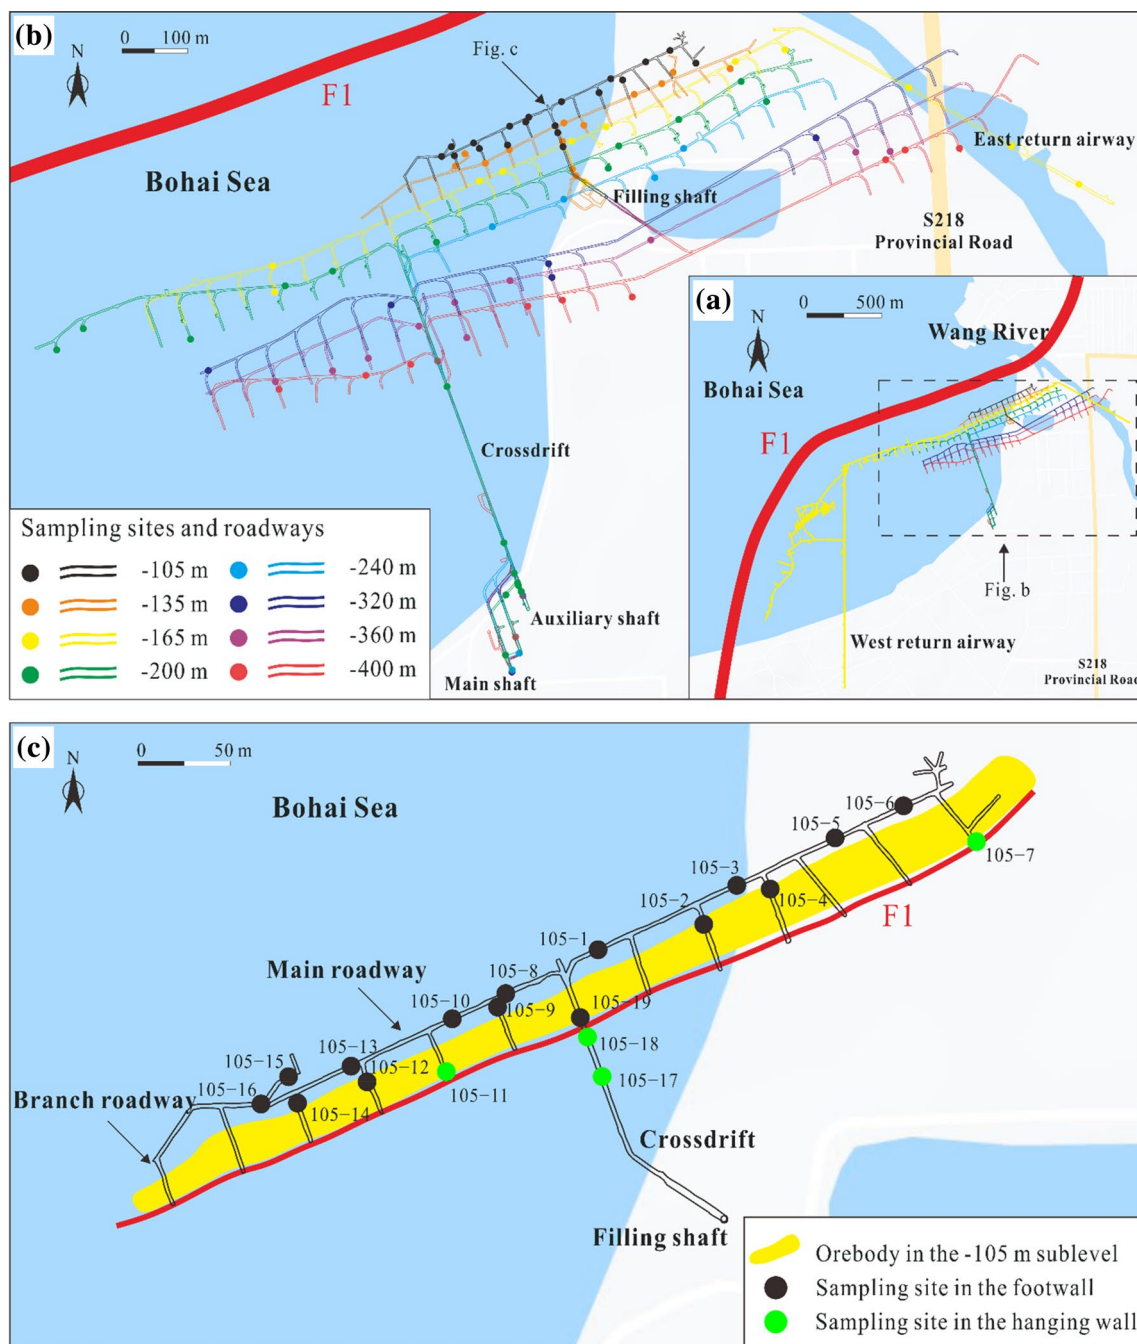 (b)
N
0 100 m
Fig. c
F1
Bohai Sea
East return airway
Filling shaft
S218
Provincial Road
Crossdrift
Auxiliary shaft
Main shaft
Sampling sites and roadways
-105 m
-240 m
-135 m
-320 m
-165 m
-360 m
-200 m
-400 m
(a)
0 500 m
N
Wang River
Bohai Sea
F1
Fig. b
West return airway
S218
Provincial Road
(c)
N
0 50 m
Bohai Sea
105-6
105-5
105-7
105-3
105-4
105-2
F1
105-1
Main roadway
105-8
105-10
105-9
105-19
105-18
105-13
105-15
105-12
105-17
105-16
105-11
Branch roadway
105-14
Crossdrift
Filling shaft
Orebody in the -105 m sublevel
Sampling site in the footwall
Sampling site in the hanging wall